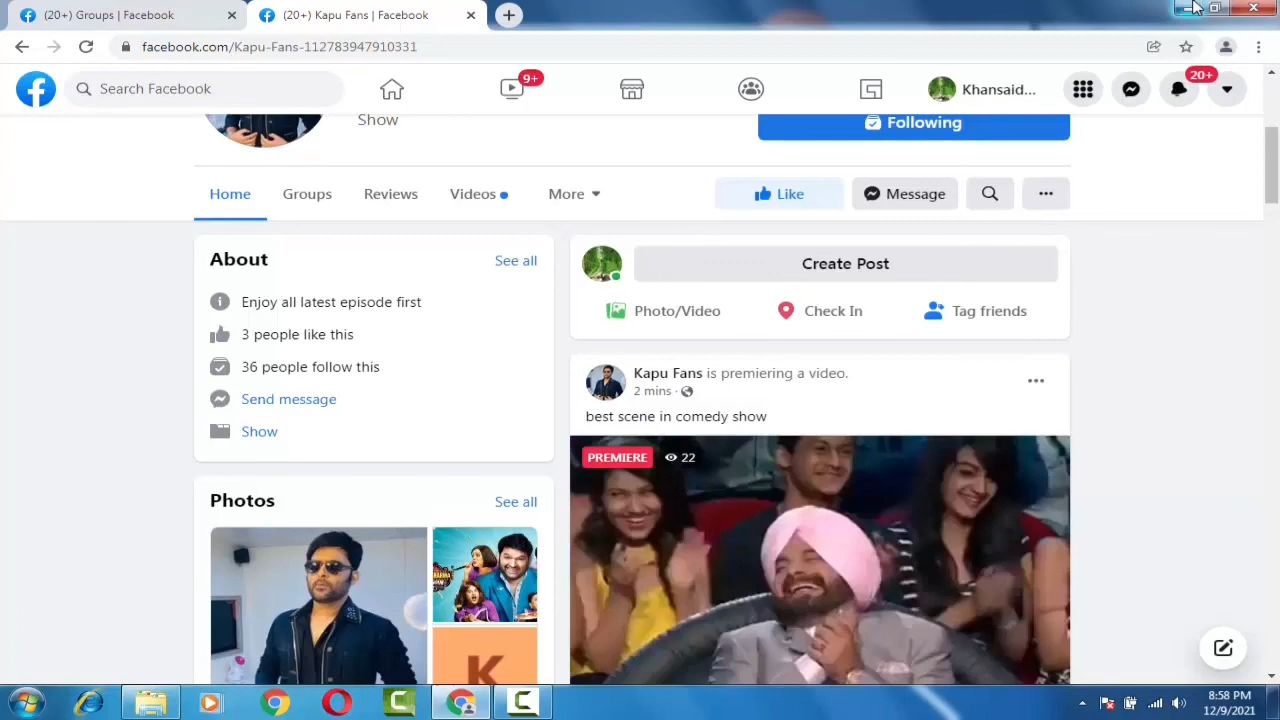 (20+) Groups | Facebook
(20+) Kapu Fans | Facebook
facebook.com/Kapu-Fans-112783947910331
Search Facebook
9+
Khansaid...
20+
Show
Following
Home
Groups
Reviews
Videos
More
Like
Message
About
See all
Enjoy all latest episode first
3 people like this
36 people follow this
Send message
Show
Photos
See all
K
Create Post
Photo/Video
Check In
Tag friends
Kapu Fans is premiering a video.
2 mins ·
best scene in comedy show
PREMIERE
22
8:58 PM
12/9/2021